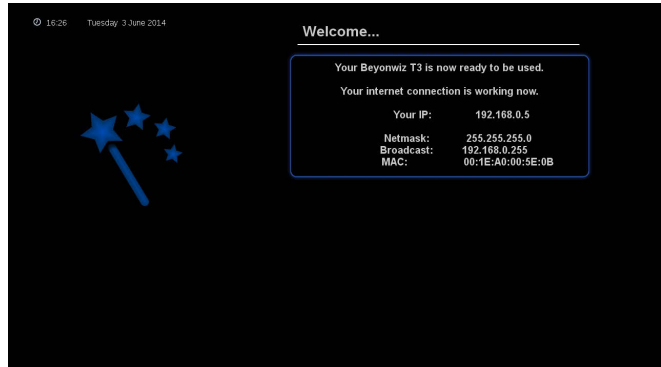 16:26 Tuesday 3 June 2014
Welcome...
Your Beyonwiz T3 is now ready to be used.
Your internet connection is working now.
Your IP: 192.168.0.5
Netmask: 255.255.255.0
Broadcast: 192.168.0.255
MAC: 00:1E:A0:00:5E:0B